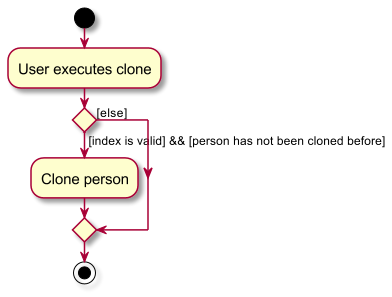 User executes clone
[else]
[index is valid] && [person has not been cloned before]
Clone person